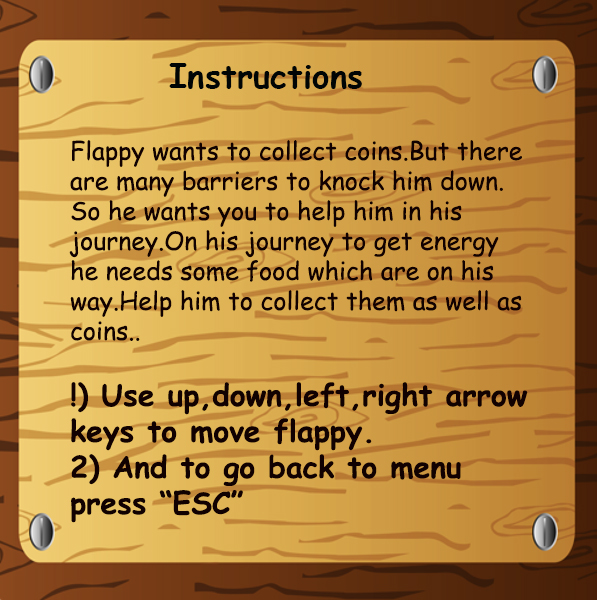 Instructions
Flappy wants to collect coins.But there
are many barriers to knock him down.
So he wants you to help him in his
journey.On his journey to get energy
he needs some food which are on his
way.Help him to collect them as well as
coins..
!) Use up,down,left,right arrow
keys to move flappy.
2) And to go back to menu
press “ESC”